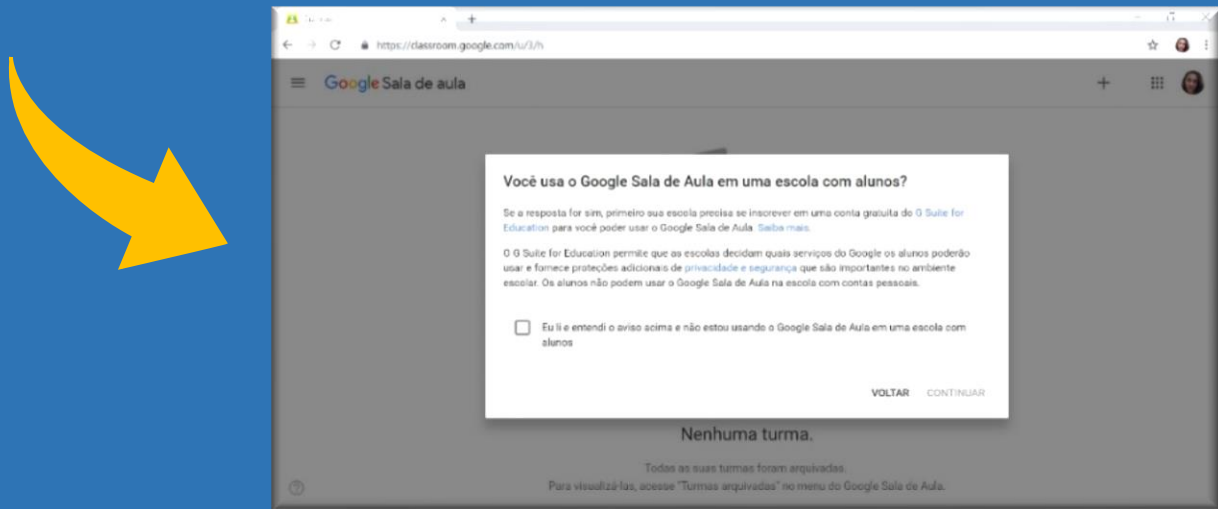 https://classroom.google.com/u/3/h
Google Sala de aula
Você usa o Google Sala de Aula em uma escola com alunos?
Se a resposta for sim, primeiro sua escola precisa se inscrever em uma conta gratuita do G Suite for
Education para você poder usar o Google Sala de Aula. Saiba mais.
O G Suite for Education permite que as escolas decidam quais serviços do Google os alunos poderão
usar e fornece proteções adicionais de privacidade e segurança que são importantes no ambiente
escolar. Os alunos não podem usar o Google Sala de Aula na escola com contas pessoais.
Eu li e entendi o aviso acima e não estou usando o Google Sala de Aula em uma escola com
alunos
VOLTAR CONTINUAR
Nenhuma turma.
Todas as suas turmas foram arquivadas.
Para visualizá-las, acesse "Turmas arquivadas" no menu do Google Sala de Aula.